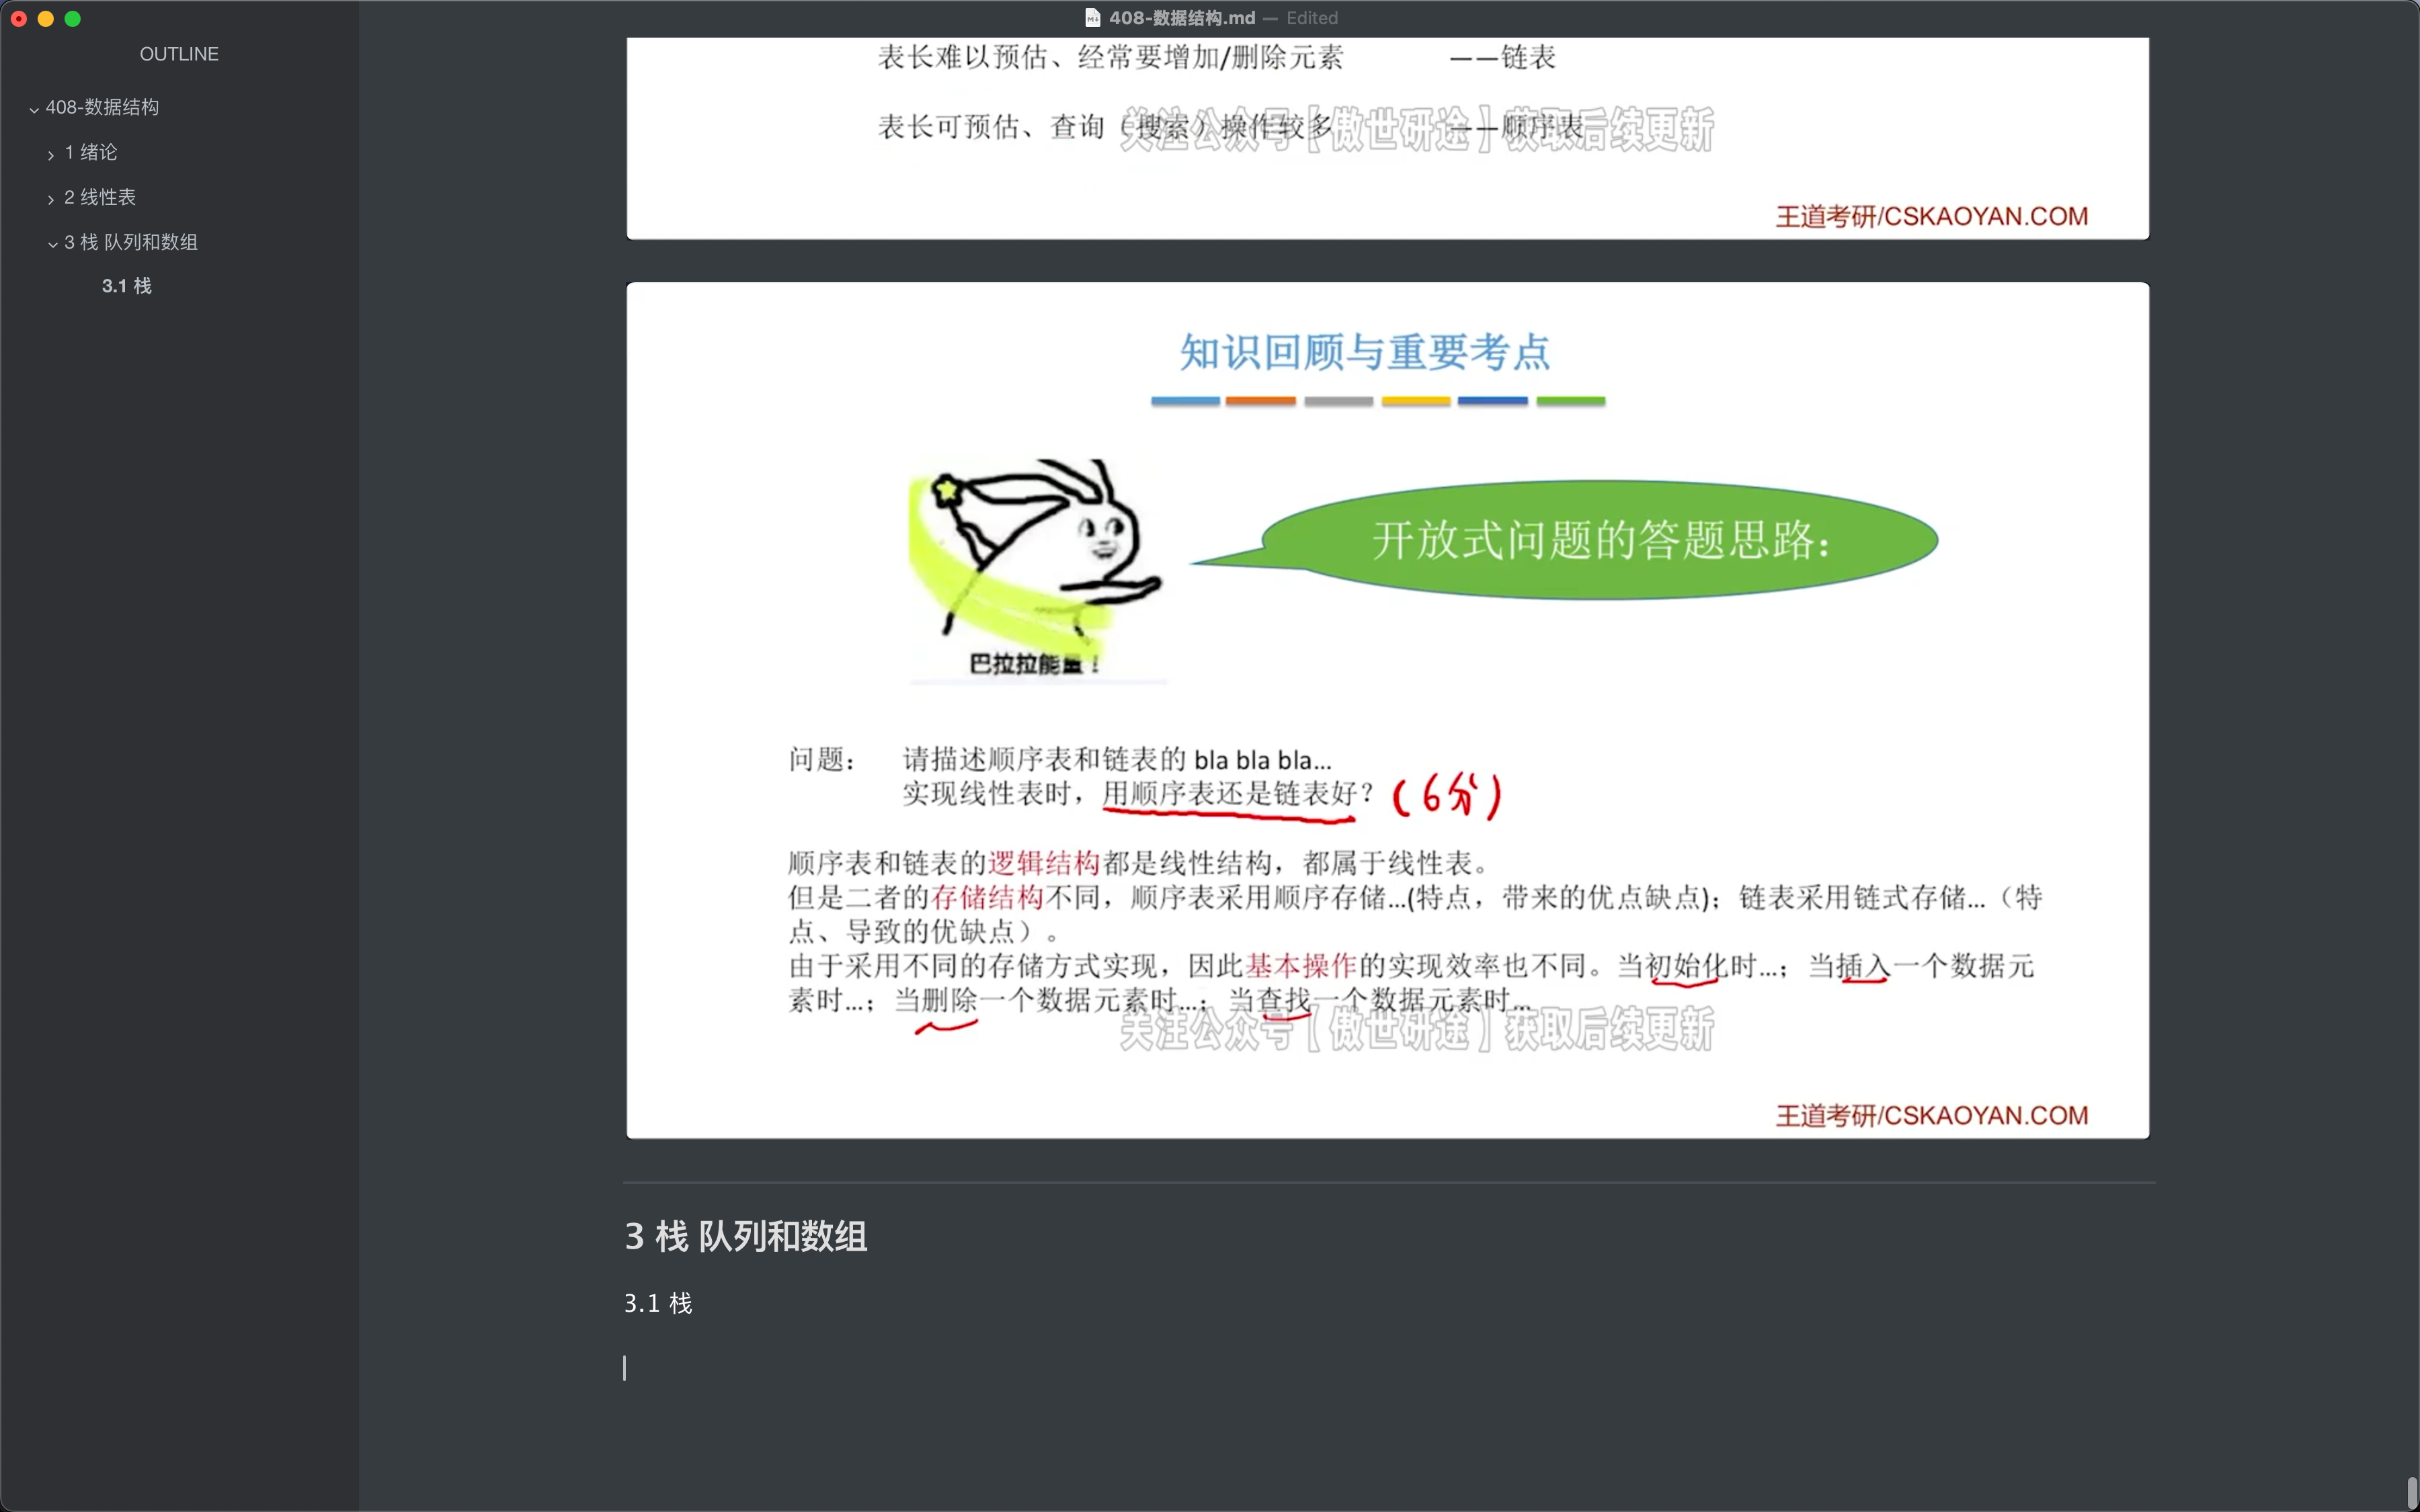 408-数据结构.md — Edited
OUTLINE
408-数据结构
1 绪论
2 线性表
3 栈 队列和数组
3.1 栈
表长难以预估、经常要增加/删除元素 ——链表
表长可预估、查询（搜索）操作较多 ——顺序表
关注公众号【傲世研途】获取后续更新
王道考研/CSKAOYAN.COM
知识回顾与重要考点
开放式问题的答题思路：
巴拉拉能量！
问题： 请描述顺序表和链表的 bla bla bla...
实现线性表时，用顺序表还是链表好？（6分）
顺序表和链表的逻辑结构都是线性结构，都属于线性表。
但是二者的存储结构不同，顺序表采用顺序存储...(特点，带来的优点缺点)；链表采用链式存储...（特
点、导致的优缺点）。
由于采用不同的存储方式实现，因此基本操作的实现效率也不同。当初始化时...；当插入一个数据元
素时...；当删除一个数据元素时...；当查找一个数据元素时...
关注公众号【傲世研途】获取后续更新
王道考研/CSKAOYAN.COM
3 栈 队列和数组
3.1 栈